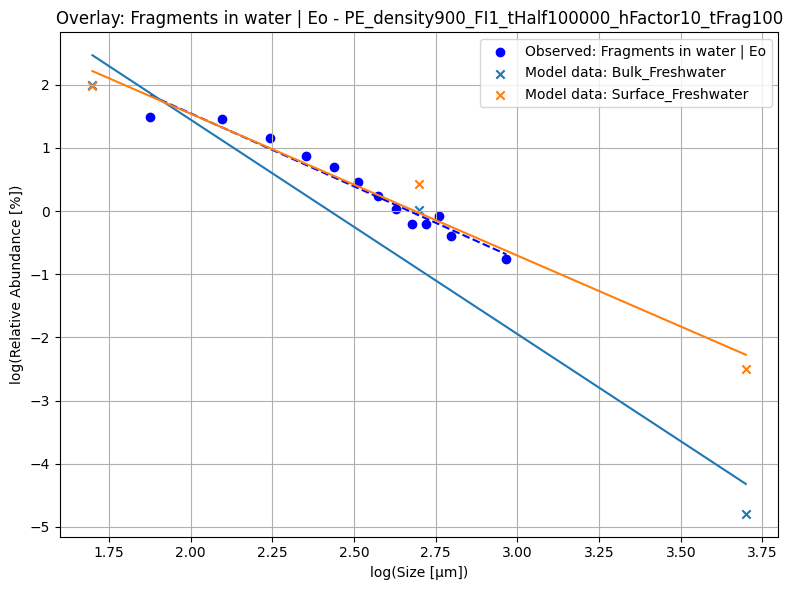 Overlay: Fragments in water | Eo - PE_density900_FI1_tHalf100000_hFactor10_tFrag100
Observed: Fragments in water | Eo
Model data: Bulk_Freshwater
Model data: Surface_Freshwater
log(Relative Abundance [%])
2
1
0
−1
−2
−3
−4
−5
1.75 2.00 2.25 2.50 2.75 3.00 3.25 3.50 3.75
log(Size [μm])